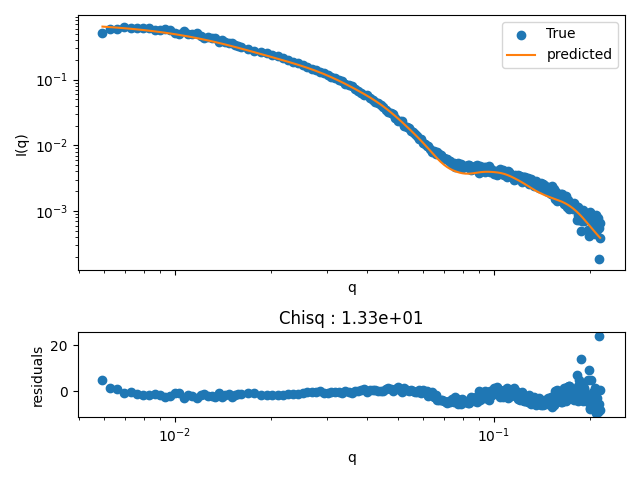 True
predicted
10⁻¹
10⁻²
10⁻³
I(q)
q
Chisq : 1.33e+01
20
0
residuals
10⁻²
10⁻¹
q